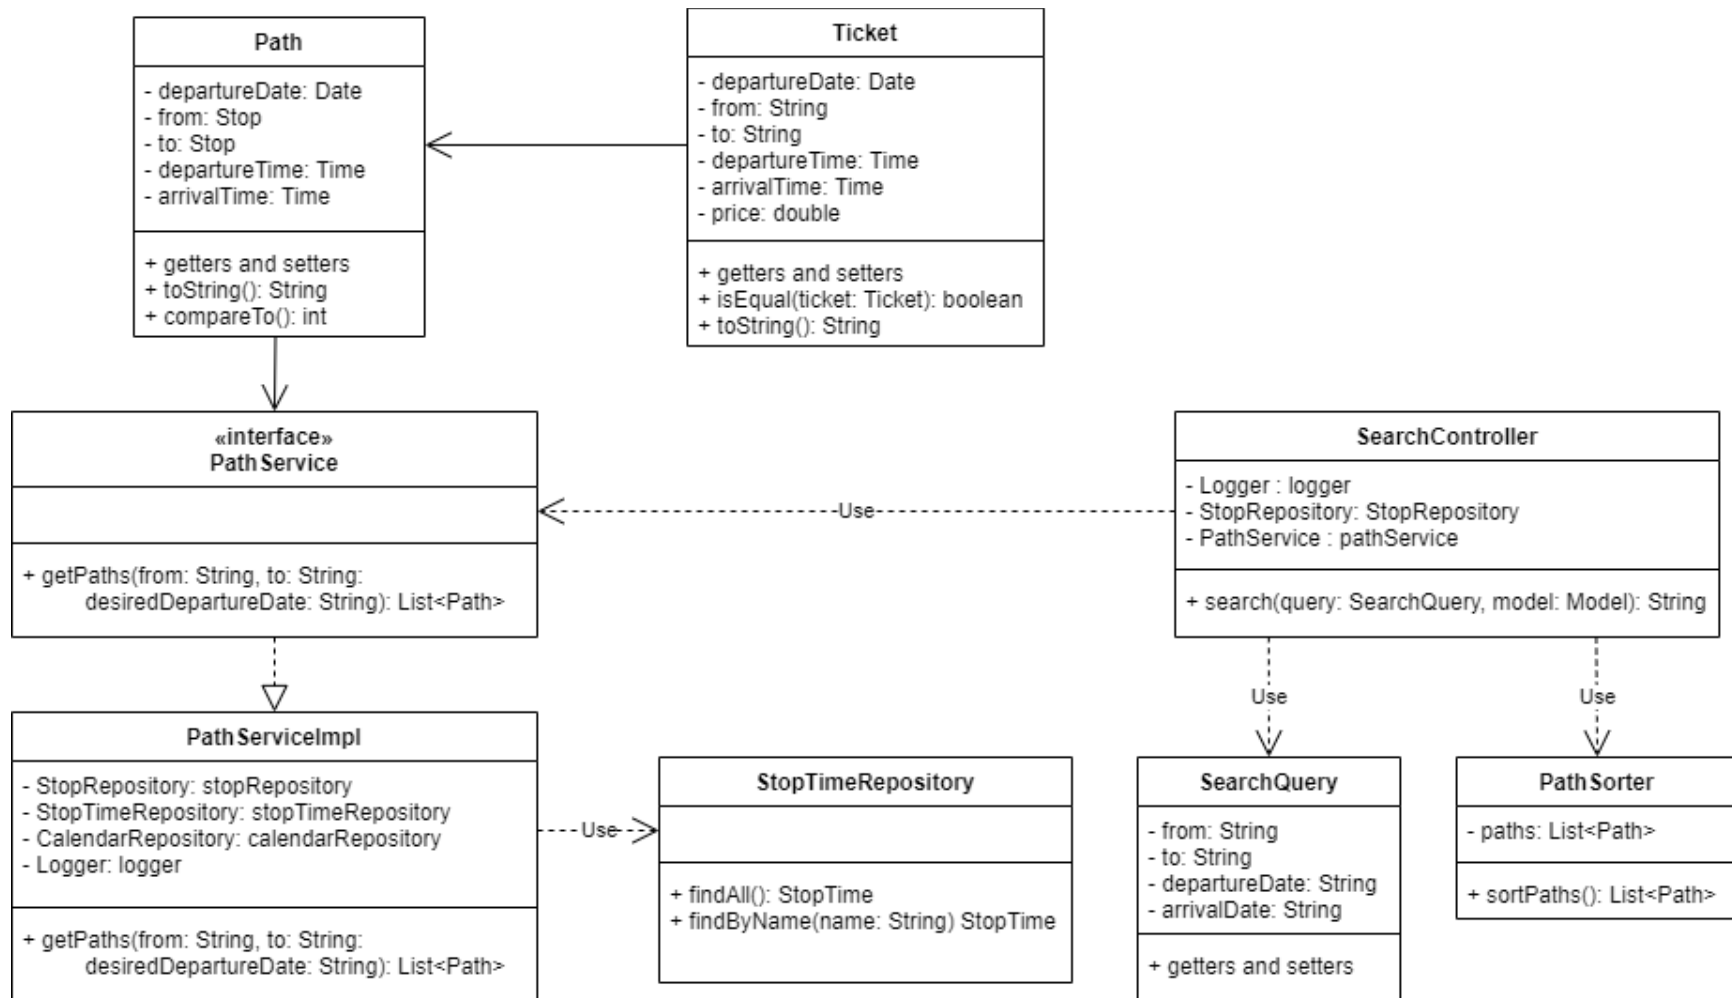 Path
- departureDate: Date
- from: Stop
- to: Stop
- departureTime: Time
- arrivalTime: Time
+ getters and setters
+ toString(): String
+ compareTo(): int
Ticket
- departureDate: Date
- from: String
- to: String
- departureTime: Time
- arrivalTime: Time
- price: double
+ getters and setters
+ isEqual(ticket: Ticket): boolean
+ toString(): String
«interface»
PathService
+ getPaths(from: String, to: String:
desiredDepartureDate: String): List<Path>
Use
SearchController
- Logger : logger
- StopRepository: StopRepository
- PathService : pathService
+ search(query: SearchQuery, model: Model): String
Use
Use
PathServiceImpl
- StopRepository: stopRepository
- StopTimeRepository: stopTimeRepository
- CalendarRepository: calendarRepository
- Logger: logger
+ getPaths(from: String, to: String:
desiredDepartureDate: String): List<Path>
Use
StopTimeRepository
+ findAll(): StopTime
+ findByName(name: String) StopTime
SearchQuery
- from: String
- to: String
- departureDate: String
- arrivalDate: String
+ getters and setters
PathSorter
- paths: List<Path>
+ sortPaths(): List<Path>